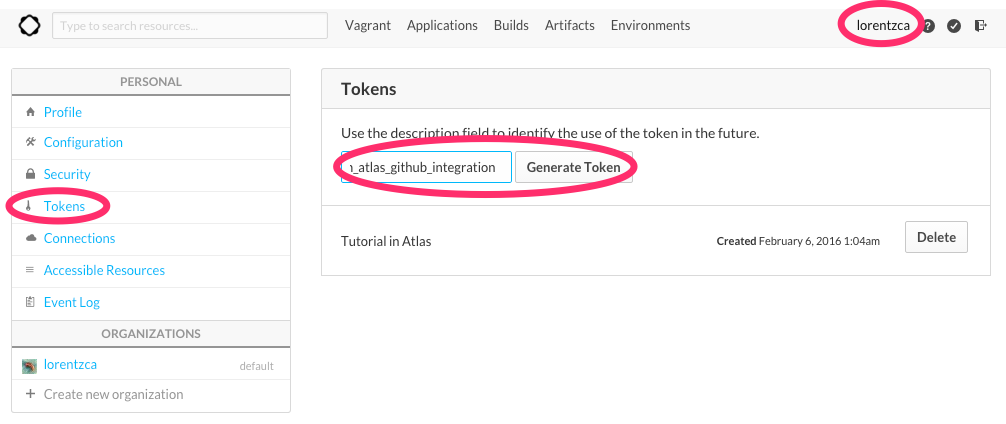 Type to search resources... Vagrant Applications Builds Artifacts Environments lorentzca ?
PERSONAL
Profile
Configuration
Security
Tokens
Connections
Accessible Resources
Event Log
ORGANIZATIONS
lorentzca default
+ Create new organization
Tokens
Use the description field to identify the use of the token in the future.
_atlas_github_integration Generate Token
Tutorial in Atlas Created February 6, 2016 1:04am Delete